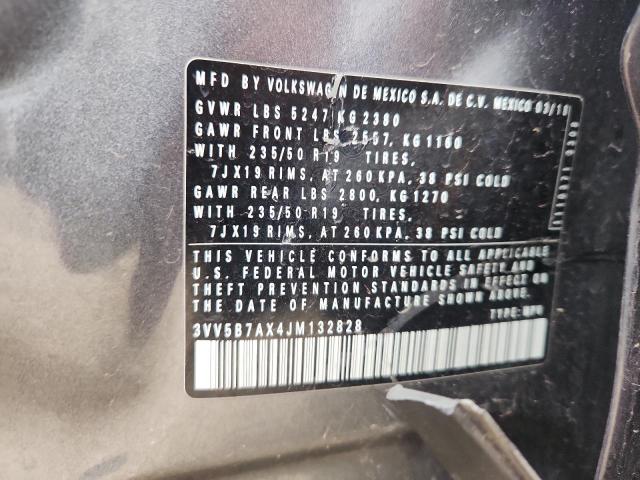 MFD BY VOLKSWAGEN DE MEXICO S.A. DE C.V. MEXICO 03/18
GVWR LBS 5247 KG 2380
GAWR FRONT LBS 2557, KG 1160
WITH 235/50 R19 TIRES,
7JX19 RIMS, AT 260 KPA, 38 PSI COLD
GAWR REAR LBS 2800, KG 1270
WITH 235/50 R19 TIRES,
7JX19 RIMS, AT 260 KPA, 38 PSI COLD
THIS VEHICLE CONFORMS TO ALL APPLICABLE
U.S. FEDERAL MOTOR VEHICLE SAFETY AND
THEFT PREVENTION STANDARDS IN EFFECT ON
THE DATE OF MANUFACTURE SHOWN ABOVE.
3VV5B7AX4JM132828 TYPE: MPV